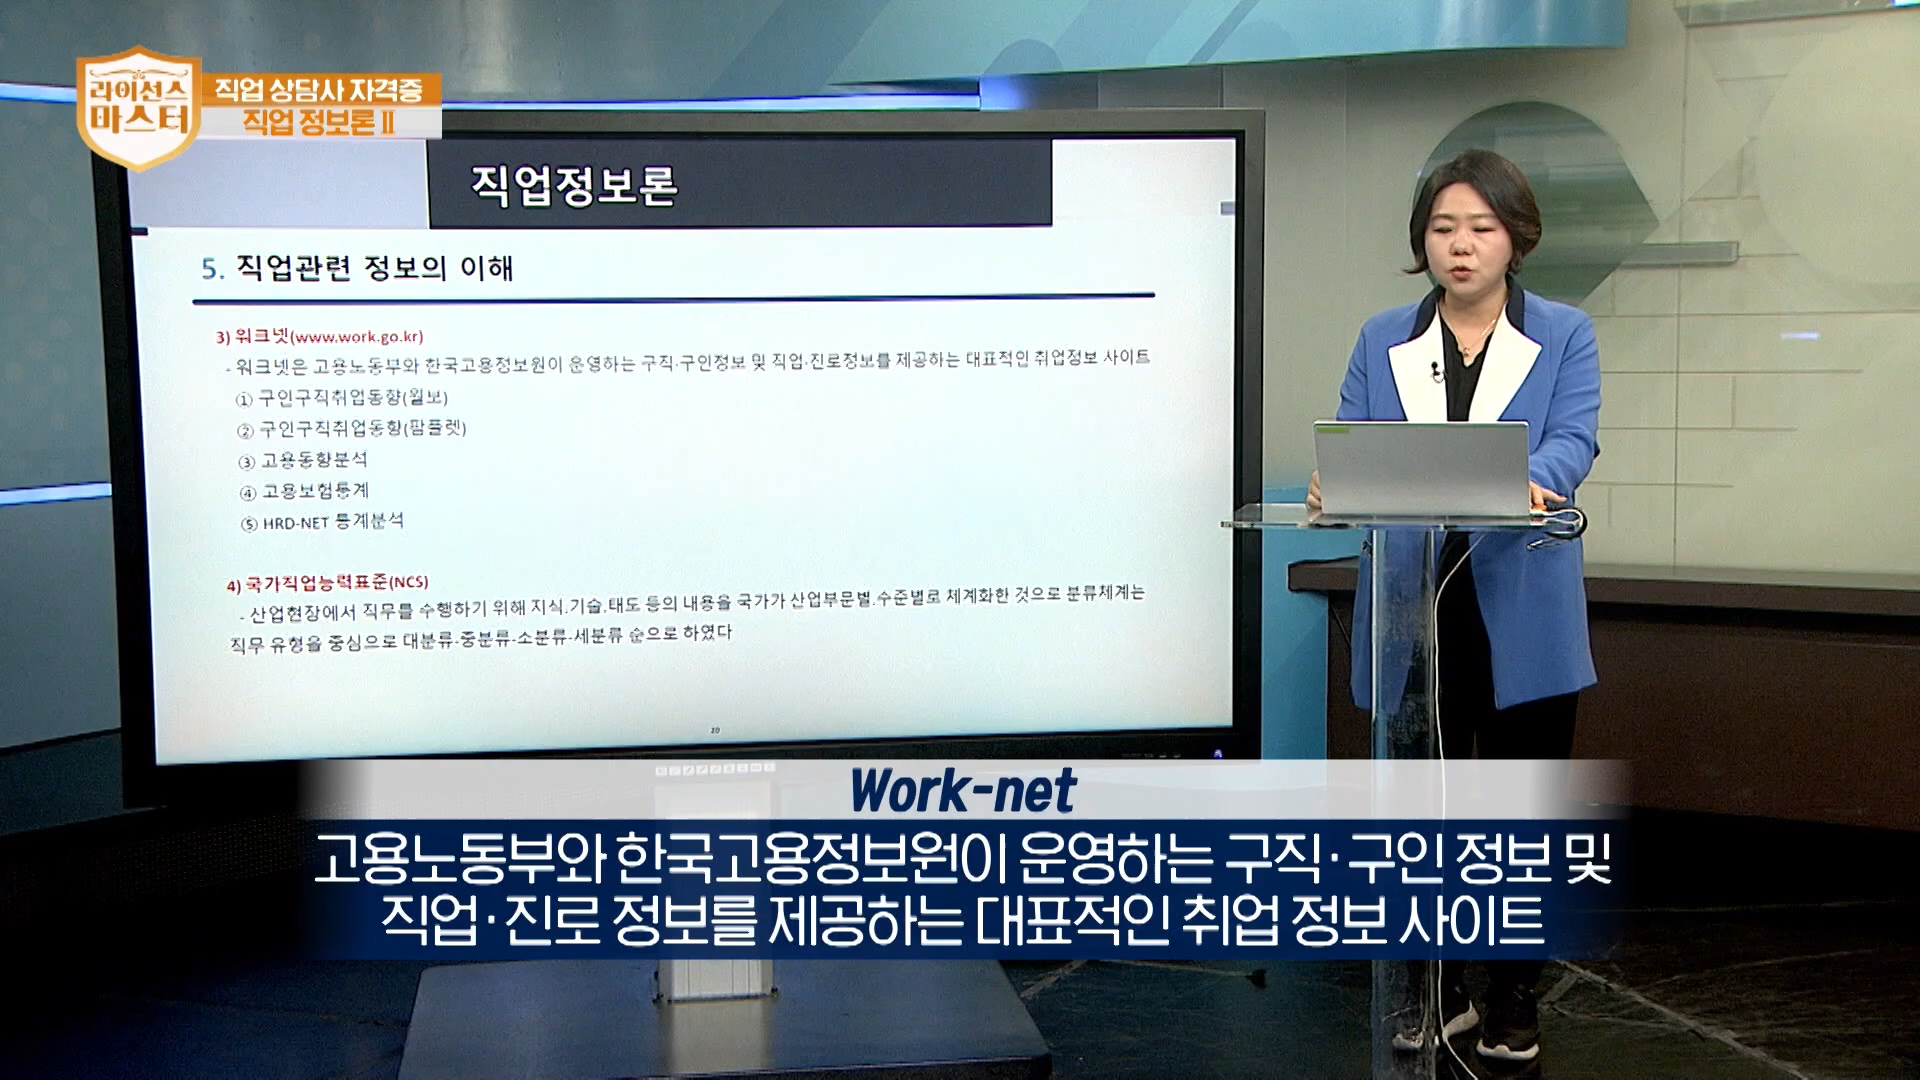 라이선스
마스터
직업 상담사 자격증
직업 정보론 Ⅱ
직업정보론
5. 직업관련 정보의 이해
3) 워크넷(www.work.go.kr)
- 워크넷은 고용노동부와 한국고용정보원이 운영하는 구직·구인정보 및 직업·진로정보를 제공하는 대표적인 취업정보 사이트
① 구인구직취업동향(월보)
② 구인구직취업동향(팜플렛)
③ 고용동향분석
④ 고용보험통계
⑤ HRD-NET 통계분석
4) 국가직업능력표준(NCS)
- 산업현장에서 직무를 수행하기 위해 지식.기술.태도 등의 내용을 국가가 산업부문별.수준별로 체계화한 것으로 분류체계는
직무 유형을 중심으로 대분류-중분류-소분류-세분류 순으로 하였다
Work-net
고용노동부와 한국고용정보원이 운영하는 구직·구인 정보 및
직업·진로 정보를 제공하는 대표적인 취업 정보 사이트